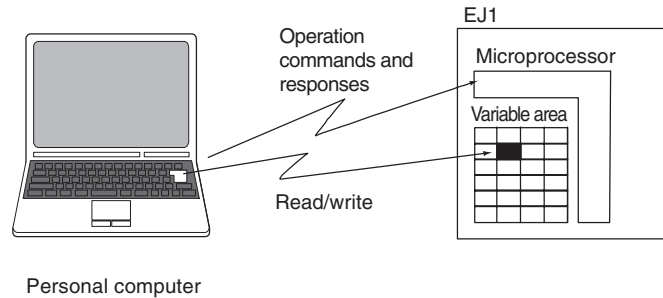 EJ1
Operation
commands and
responses
Microprocessor
Variable area
Read/write
Personal computer